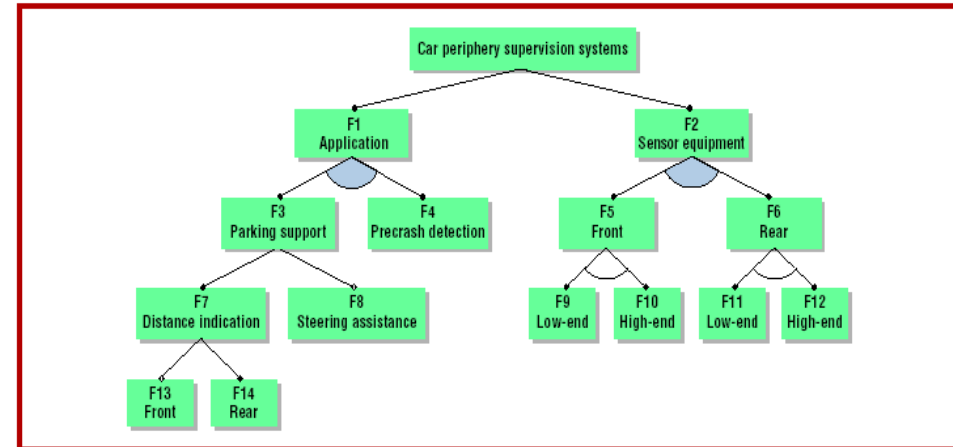 Car periphery supervision systems
F1
Application
F2
Sensor equipment
F3
Parking support
F4
Precrash detection
F5
Front
F6
Rear
F7
Distance indication
F8
Steering assistance
F9
Low-end
F10
High-end
F11
Low-end
F12
High-end
F13
Front
F14
Rear